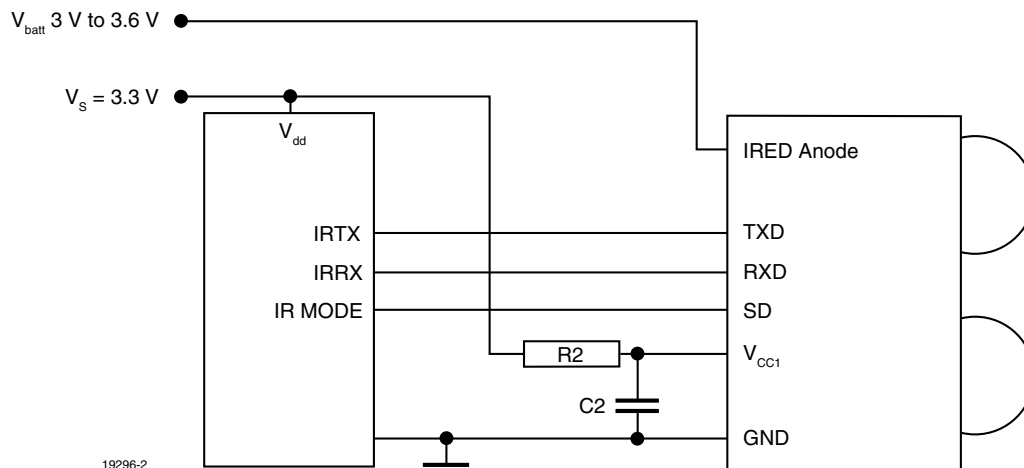 V_batt 3 V to 3.6 V
V_S = 3.3 V
V_dd
IRED Anode
IRTX
TXD
IRRX
RXD
IR MODE
SD
R2
V_CC1
C2
GND
19296-2